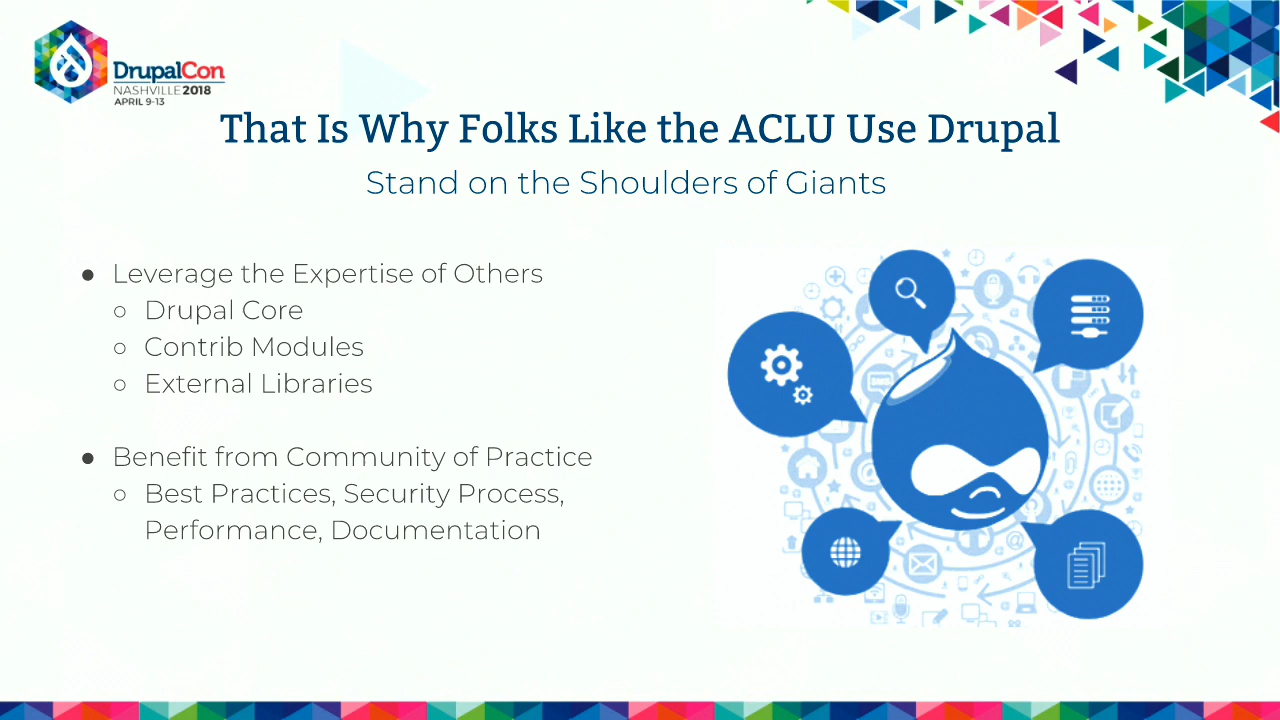 DrupalCon
NASHVILLE 2018
APRIL 9-13
That Is Why Folks Like the ACLU Use Drupal
Stand on the Shoulders of Giants
● Leverage the Expertise of Others
○ Drupal Core
○ Contrib Modules
○ External Libraries
● Benefit from Community of Practice
○ Best Practices, Security Process,
Performance, Documentation